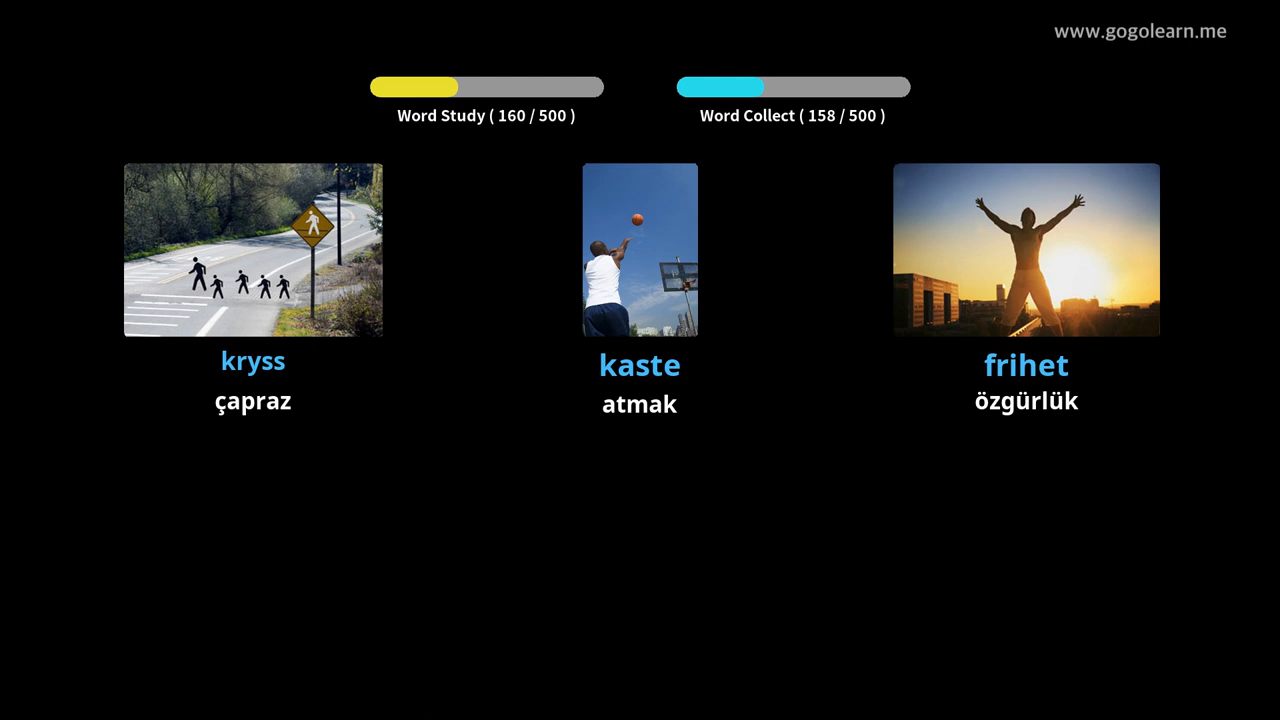 www.gogolearn.me
Word Study ( 160 / 500 )
Word Collect ( 158 / 500 )
kryss
kaste
frihet
çapraz
atmak
özgürlük